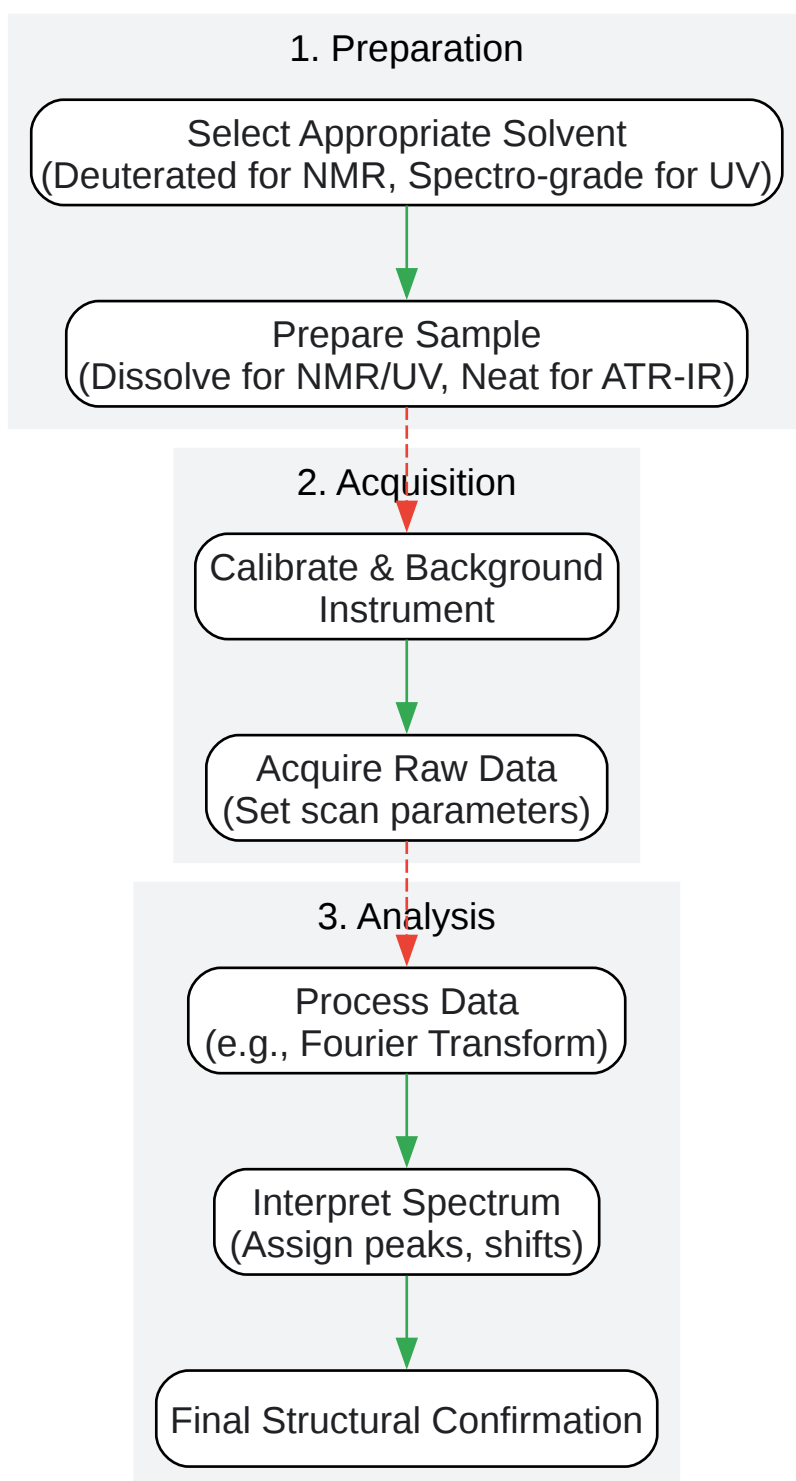 1. Preparation
Select Appropriate Solvent
(Deuterated for NMR, Spectro-grade for UV)
Prepare Sample
(Dissolve for NMR/UV, Neat for ATR-IR)
2. Acquisition
Calibrate & Background
Instrument
Acquire Raw Data
(Set scan parameters)
3. Analysis
Process Data
(e.g., Fourier Transform)
Interpret Spectrum
(Assign peaks, shifts)
Final Structural Confirmation